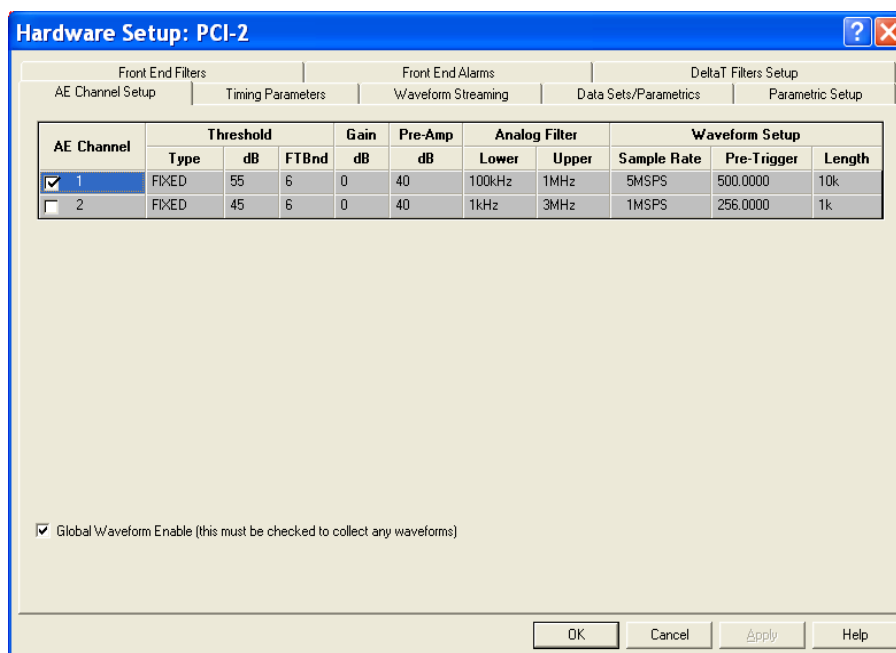 Hardware Setup: PCI-2
Front End Filters Front End Alarms DeltaT Filters Setup
AE Channel Setup Timing Parameters Waveform Streaming Data Sets/Parametrics Parametric Setup
AE Channel Threshold Gain Pre-Amp Analog Filter Waveform Setup
Type dB FTBnd dB dB Lower Upper Sample Rate Pre-Trigger Length
1 FIXED 55 6 0 40 100kHz 1MHz 5MSPS 500.0000 10k
2 FIXED 45 6 0 40 1kHz 3MHz 1MSPS 256.0000 1k
Global Waveform Enable (this must be checked to collect any waveforms)
OK Cancel Apply Help